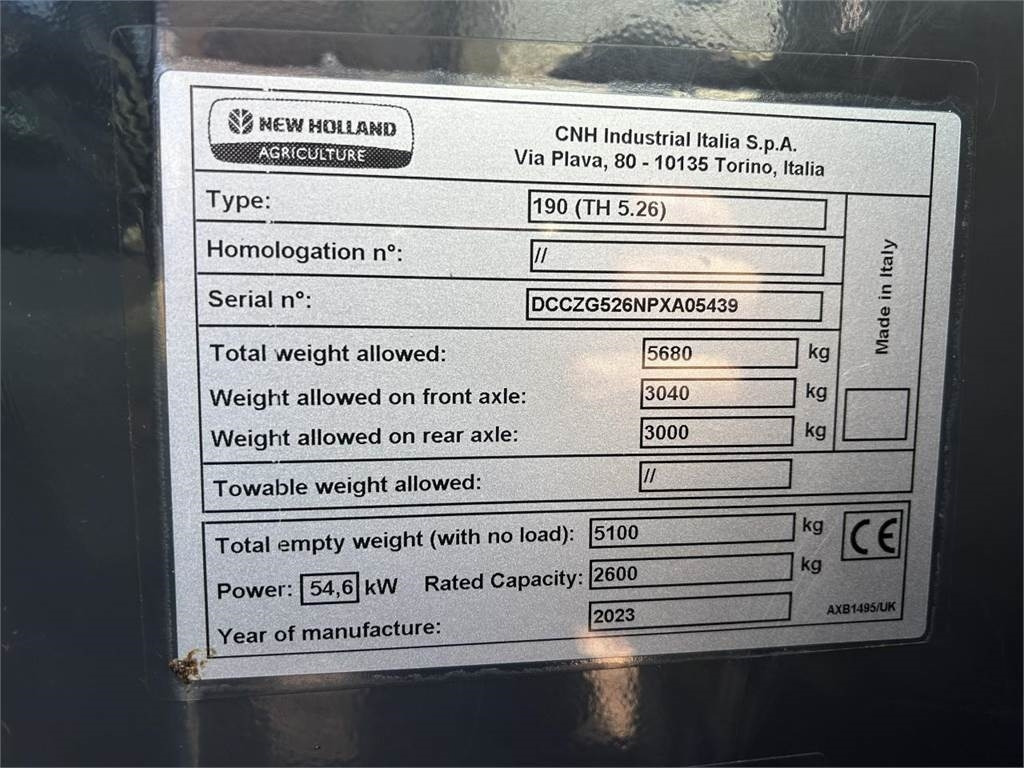 NEW HOLLAND
AGRICULTURE
CNH Industrial Italia S.p.A.
Via Plava, 80 - 10135 Torino, Italia
Type: 190 (TH 5.26)
Homologation n°: //
Serial n°: DCCZG526NPXA05439
Made in Italy
Total weight allowed: 5680 kg
Weight allowed on front axle: 3040 kg
Weight allowed on rear axle: 3000 kg
Towable weight allowed: //
Total empty weight (with no load): 5100 kg
CE
Power: 54,6 kW Rated Capacity: 2600 kg
Year of manufacture: 2023
AXB1495/UK